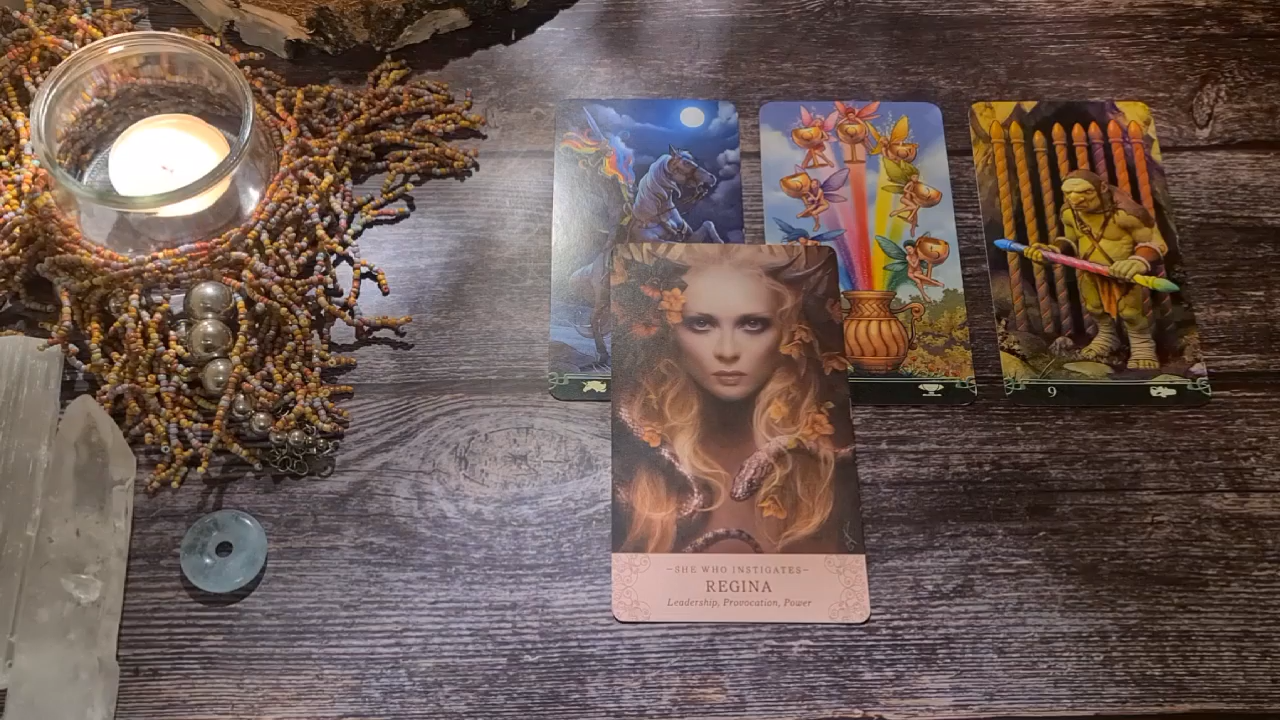 9
~SHE WHO INSTIGATES~
REGINA
Leadership, Provocation, Power